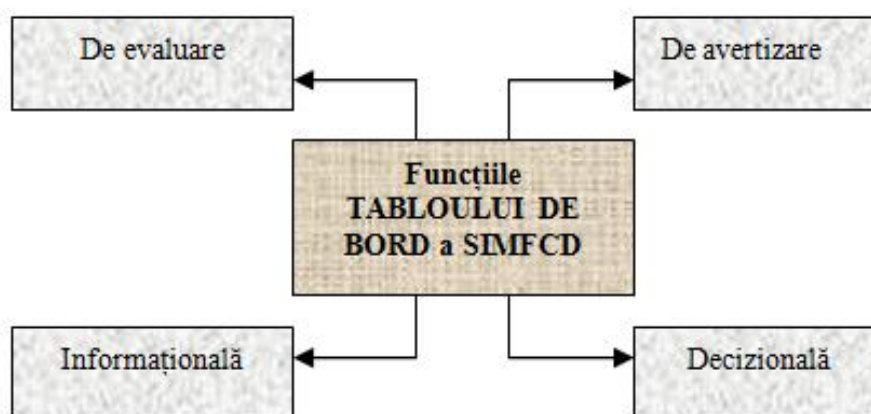 De evaluare
De avertizare
Funcțiile
TABLOULUI DE
BORD a SIMFCD
Informațională
Decizională